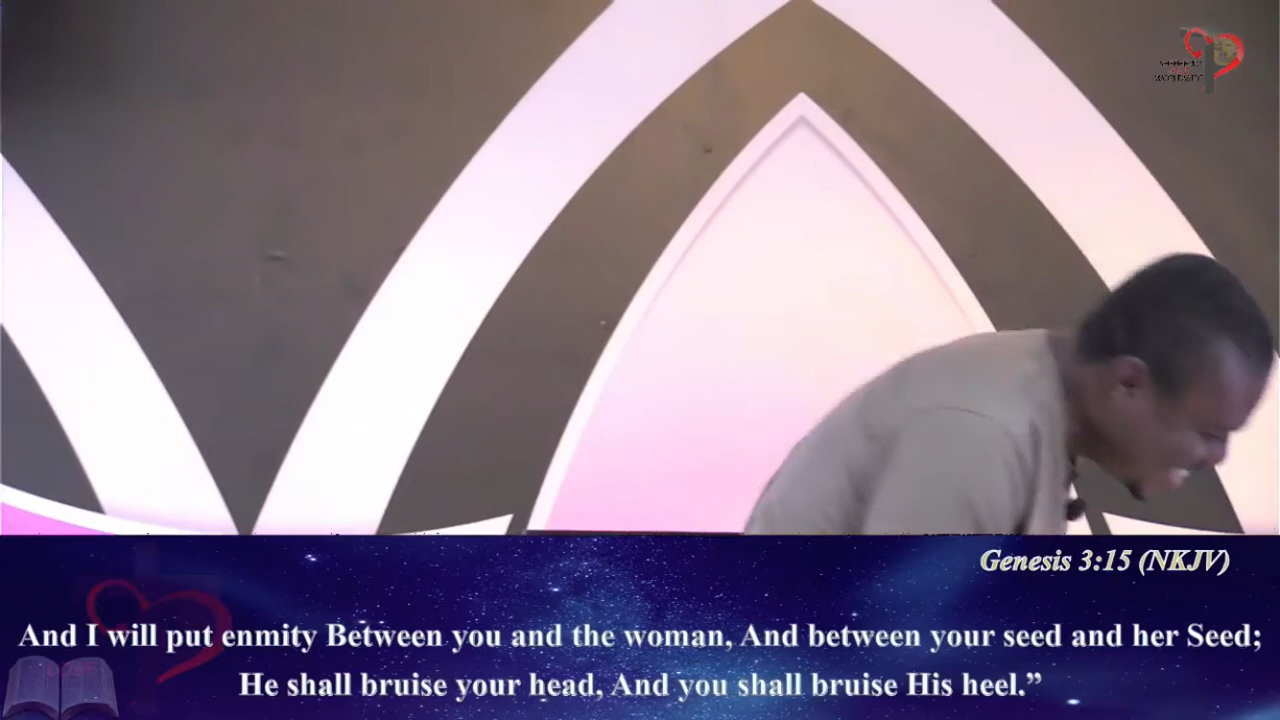 Genesis 3:15 (NKJV)
And I will put enmity Between you and the woman, And between your seed and her Seed;
He shall bruise your head, And you shall bruise His heel.”